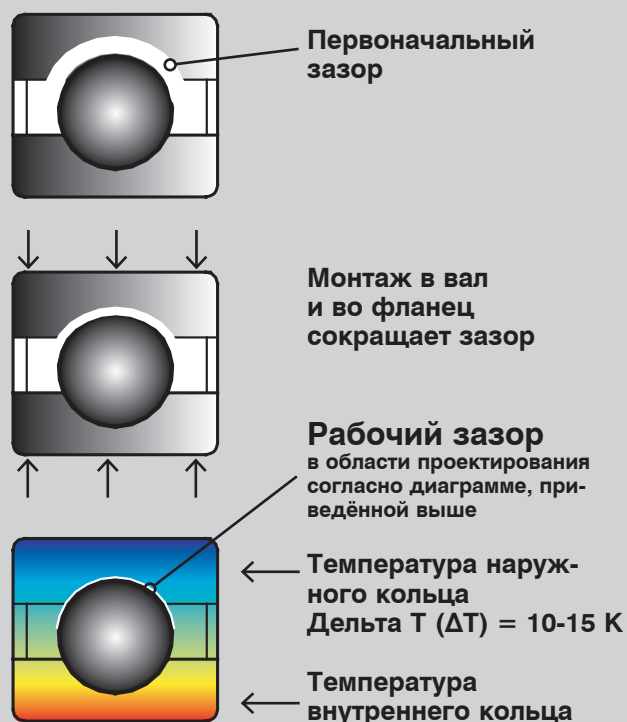 Первоначальный
зазор
Монтаж в вал
и во фланец
сокращает зазор
Рабочий зазор
в области проектирования
согласно диаграмме, при-
ведённой выше
Температура наруж-
ного кольца
Дельта Т (ΔТ) = 10-15 К
Температура
внутреннего кольца